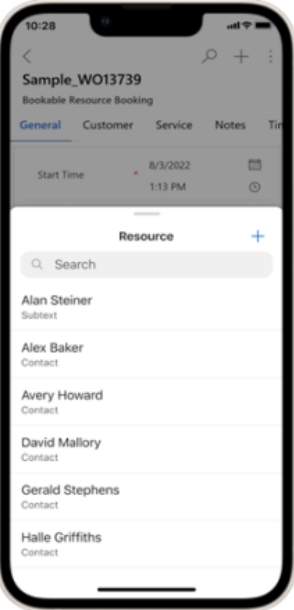 10:28
Sample_WO13739
Bookable Resource Booking
General Customer Service Notes
Start Time * 8/3/2022
1:13 PM
Resource +
Search
Alan Steiner
Subtext
Alex Baker
Contact
Avery Howard
Contact
David Mallory
Contact
Gerald Stephens
Contact
Halle Griffiths
Contact